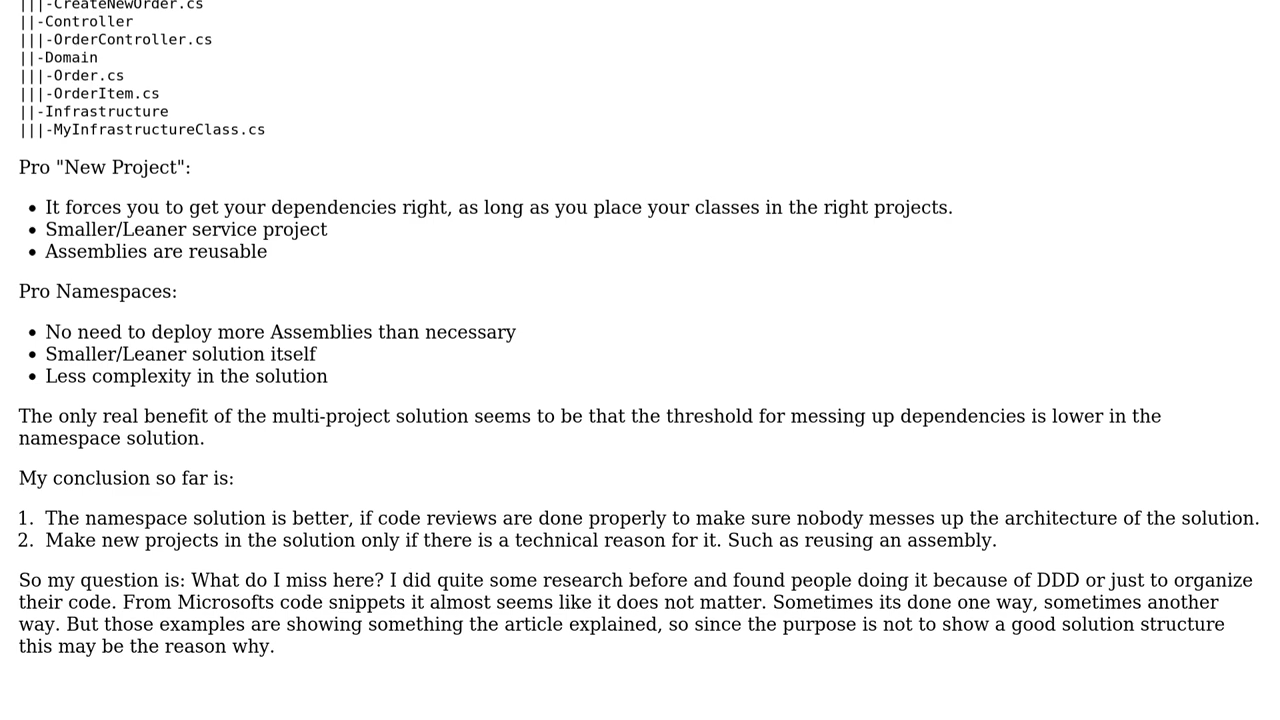 |||-CreateNewOrder.cs
||-Controller
|||-OrderController.cs
||-Domain
|||-Order.cs
|||-OrderItem.cs
||-Infrastructure
|||-MyInfrastructureClass.cs
Pro "New Project":
• It forces you to get your dependencies right, as long as you place your classes in the right projects.
• Smaller/Leaner service project
• Assemblies are reusable
Pro Namespaces:
• No need to deploy more Assemblies than necessary
• Smaller/Leaner solution itself
• Less complexity in the solution
The only real benefit of the multi-project solution seems to be that the threshold for messing up dependencies is lower in the
namespace solution.
My conclusion so far is:
1. The namespace solution is better, if code reviews are done properly to make sure nobody messes up the architecture of the solution.
2. Make new projects in the solution only if there is a technical reason for it. Such as reusing an assembly.
So my question is: What do I miss here? I did quite some research before and found people doing it because of DDD or just to organize
their code. From Microsofts code snippets it almost seems like it does not matter. Sometimes its done one way, sometimes another
way. But those examples are showing something the article explained, so since the purpose is not to show a good solution structure
this may be the reason why.